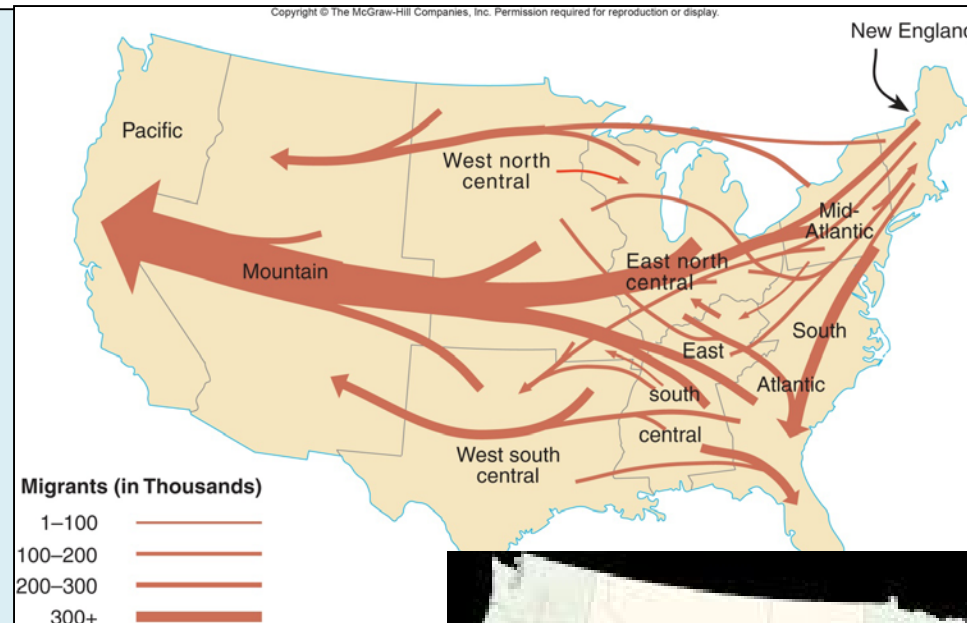 Copyright © The McGraw-Hill Companies, Inc. Permission required for reproduction or display.
New England
Pacific
West north
central
Mid-
Atlantic
East north
central
Mountain
South
East
Atlantic
south
central
West south
central
Migrants (in Thousands)
1–100
100–200
200–300
300+